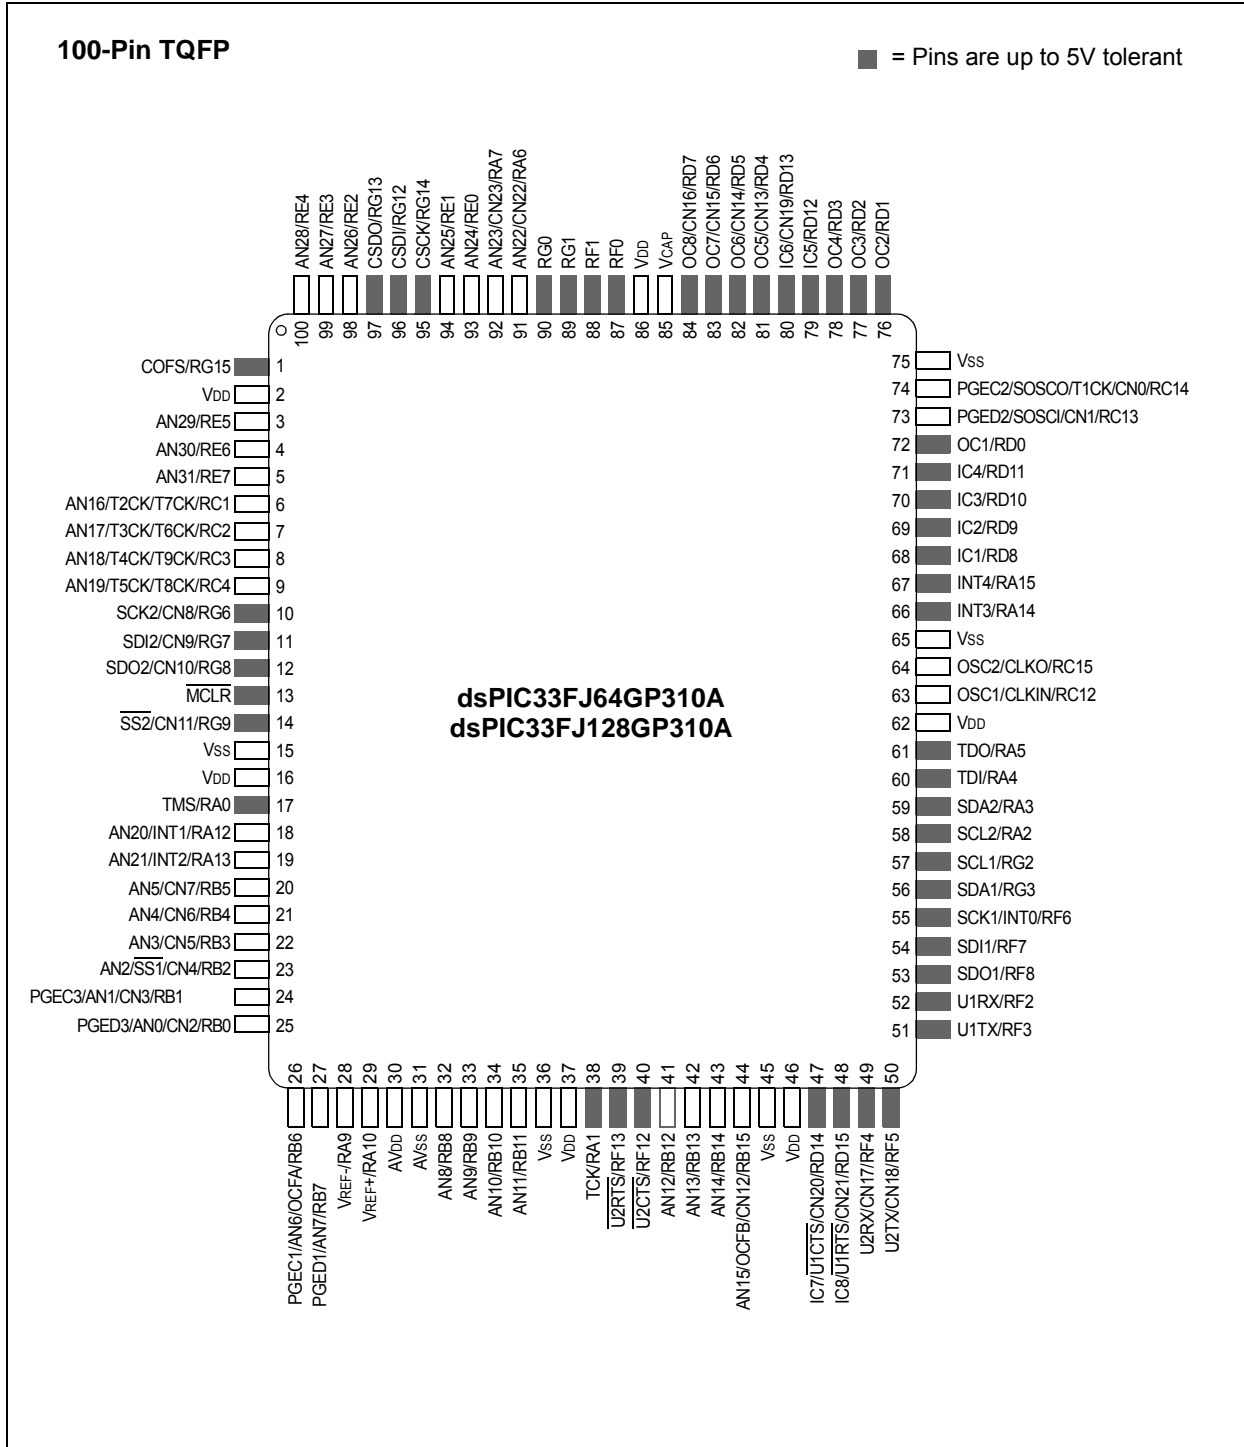 100-Pin TQFP
= Pins are up to 5V tolerant
AN28/RE4
AN27/RE3
AN26/RE2
CSDO/RG13
CSDI/RG12
CSCK/RG14
AN25/RE1
AN24/RE0
AN23/CN23/RA7
AN22/CN22/RA6
RG0
RG1
RF1
RF0
VDD
VCAP
OC8/CN16/RD7
OC7/CN15/RD6
OC6/CN14/RD5
OC5/CN13/RD4
IC6/CN19/RD13
IC5/RD12
OC4/RD3
OC3/RD2
OC2/RD1
100
99
98
97
96
95
94
93
92
91
90
89
88
87
86
85
84
83
82
81
80
79
78
77
76
COFS/RG15 1
VDD 2
AN29/RE5 3
AN30/RE6 4
AN31/RE7 5
AN16/T2CK/T7CK/RC1 6
AN17/T3CK/T6CK/RC2 7
AN18/T4CK/T9CK/RC3 8
AN19/T5CK/T8CK/RC4 9
SCK2/CN8/RG6 10
SDI2/CN9/RG7 11
SDO2/CN10/RG8 12
MCLR 13
SS2/CN11/RG9 14
VSS 15
VDD 16
TMS/RA0 17
AN20/INT1/RA12 18
AN21/INT2/RA13 19
AN5/CN7/RB5 20
AN4/CN6/RB4 21
AN3/CN5/RB3 22
AN2/SS1/CN4/RB2 23
PGEC3/AN1/CN3/RB1 24
PGED3/AN0/CN2/RB0 25
dsPIC33FJ64GP310A
dsPIC33FJ128GP310A
75 VSS
74 PGEC2/SOSCO/T1CK/CN0/RC14
73 PGED2/SOSCI/CN1/RC13
72 OC1/RD0
71 IC4/RD11
70 IC3/RD10
69 IC2/RD9
68 IC1/RD8
67 INT4/RA15
66 INT3/RA14
65 VSS
64 OSC2/CLKO/RC15
63 OSC1/CLKIN/RC12
62 VDD
61 TDO/RA5
60 TDI/RA4
59 SDA2/RA3
58 SCL2/RA2
57 SCL1/RG2
56 SDA1/RG3
55 SCK1/INT0/RF6
54 SDI1/RF7
53 SDO1/RF8
52 U1RX/RF2
51 U1TX/RF3
26
27
28
29
30
31
32
33
34
35
36
37
38
39
40
41
42
43
44
45
46
47
48
49
50
PGEC1/AN6/OCFA/RB6
PGED1/AN7/RB7
VREF-/RA9
VREF+/RA10
AVDD
AVSS
AN8/RB8
AN9/RB9
AN10/RB10
AN11/RB11
VSS
VDD
TCK/RA1
U2RTS/RF13
U2CTS/RF12
AN12/RB12
AN13/RB13
AN14/RB14
AN15/OCFB/CN12/RB15
VSS
VDD
IC7/U1CTS/CN20/RD14
IC8/U1RTS/CN21/RD15
U2RX/CN17/RF4
U2TX/CN18/RF5